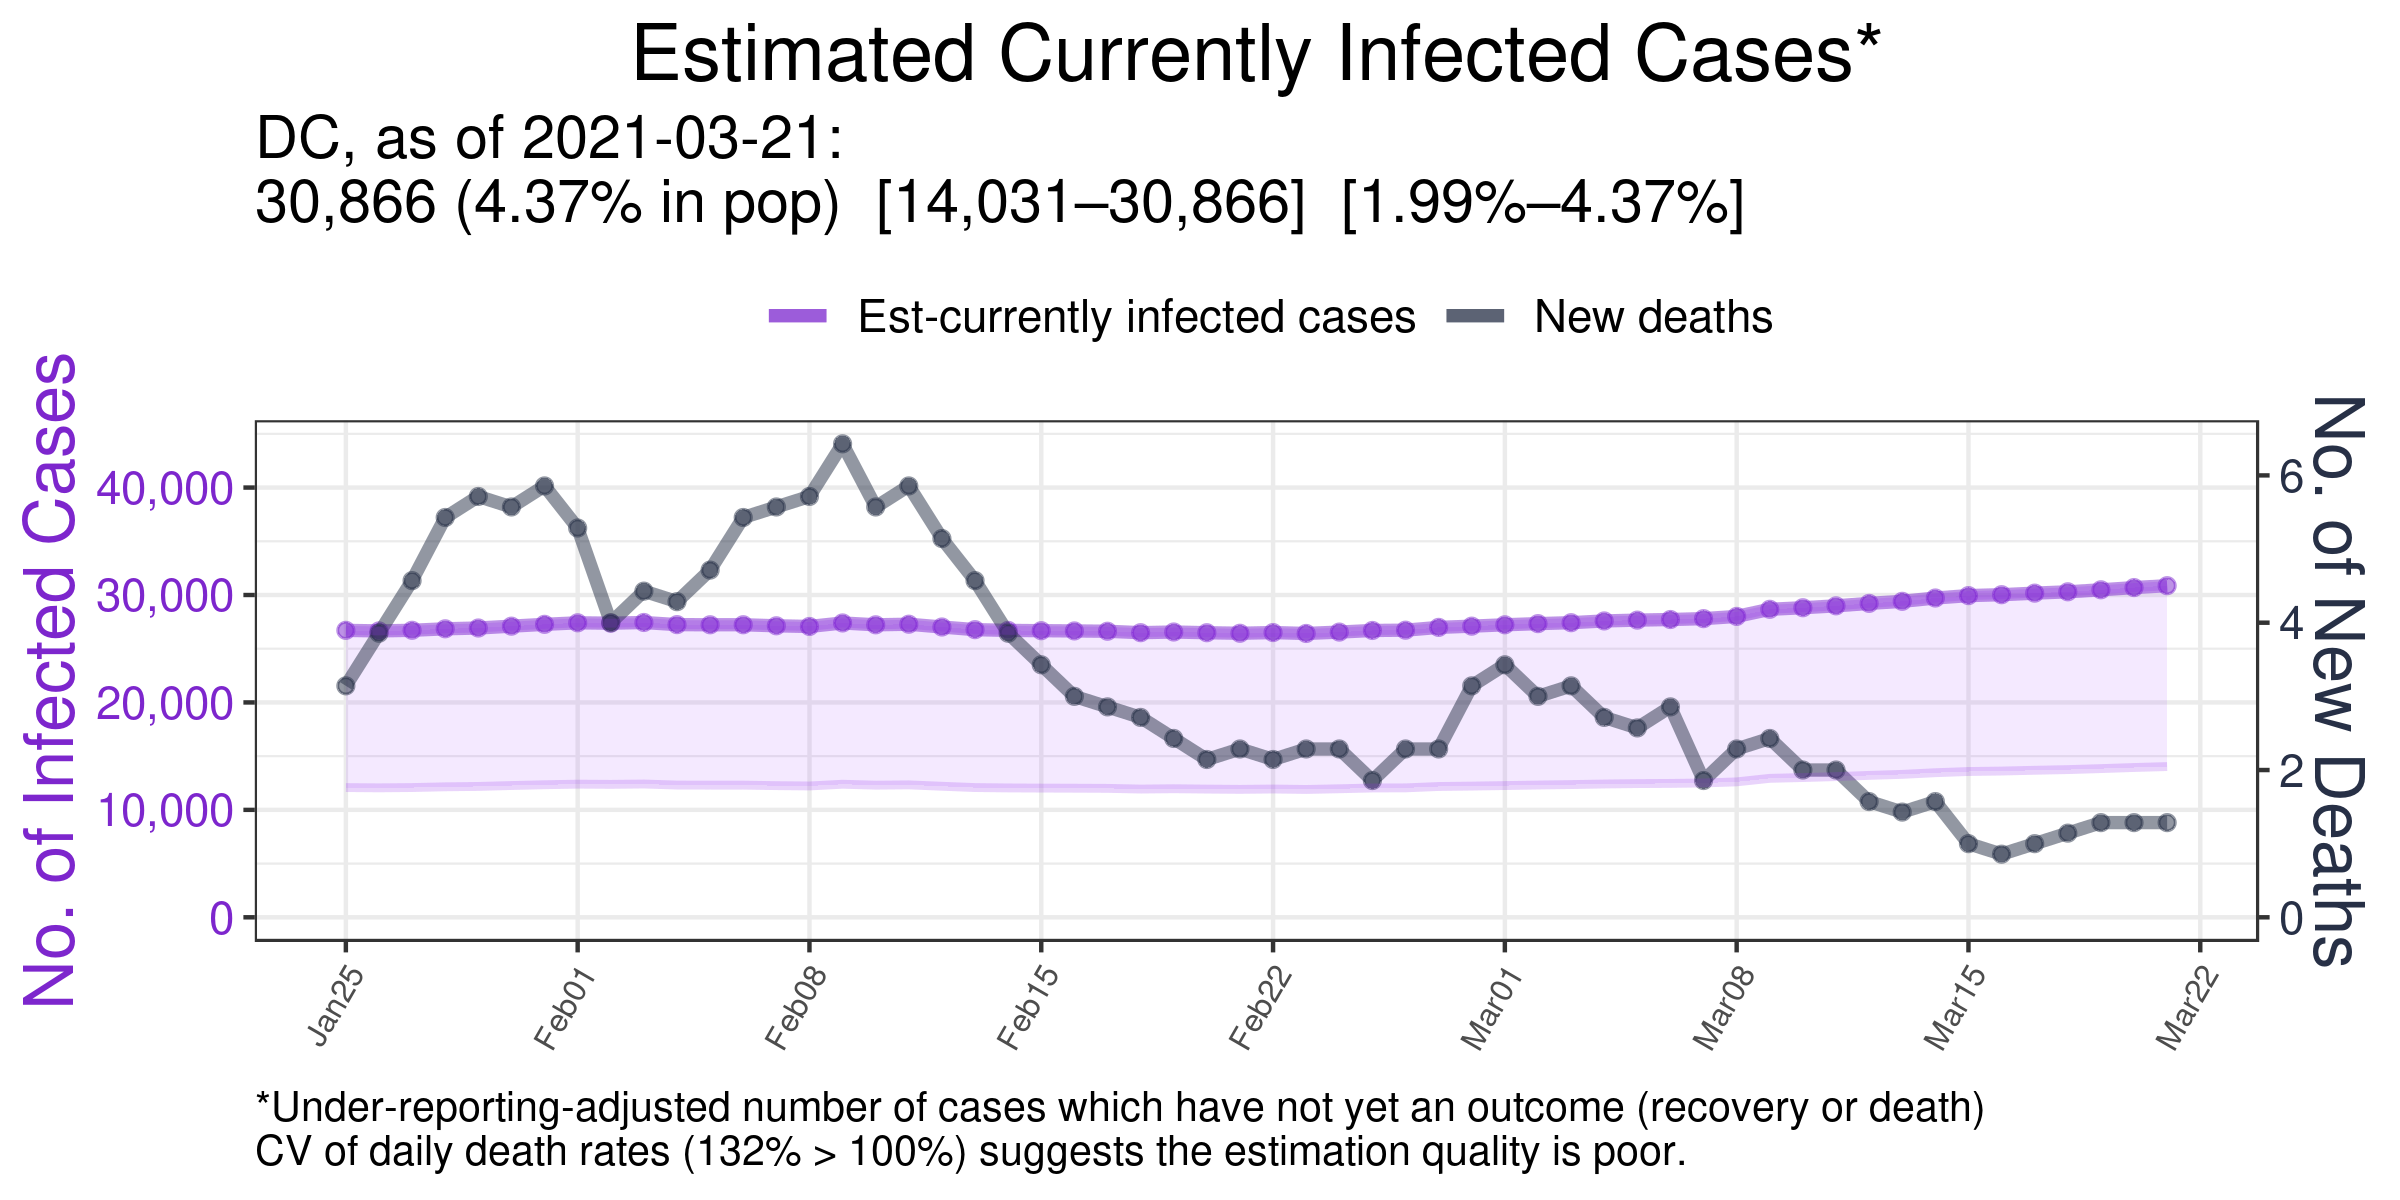 Estimated Currently Infected Cases*
DC, as of 2021-03-21:
30,866 (4.37% in pop)  [14,031–30,866]  [1.99%–4.37%]
Est-currently infected cases
New deaths
No. of Infected Cases
40,000
30,000
20,000
10,000
0
No. of New Deaths
6
4
2
0
Jan25
Feb01
Feb08
Feb15
Feb22
Mar01
Mar08
Mar15
Mar22
*Under-reporting-adjusted number of cases which have not yet an outcome (recovery or death)
CV of daily death rates (132% > 100%) suggests the estimation quality is poor.